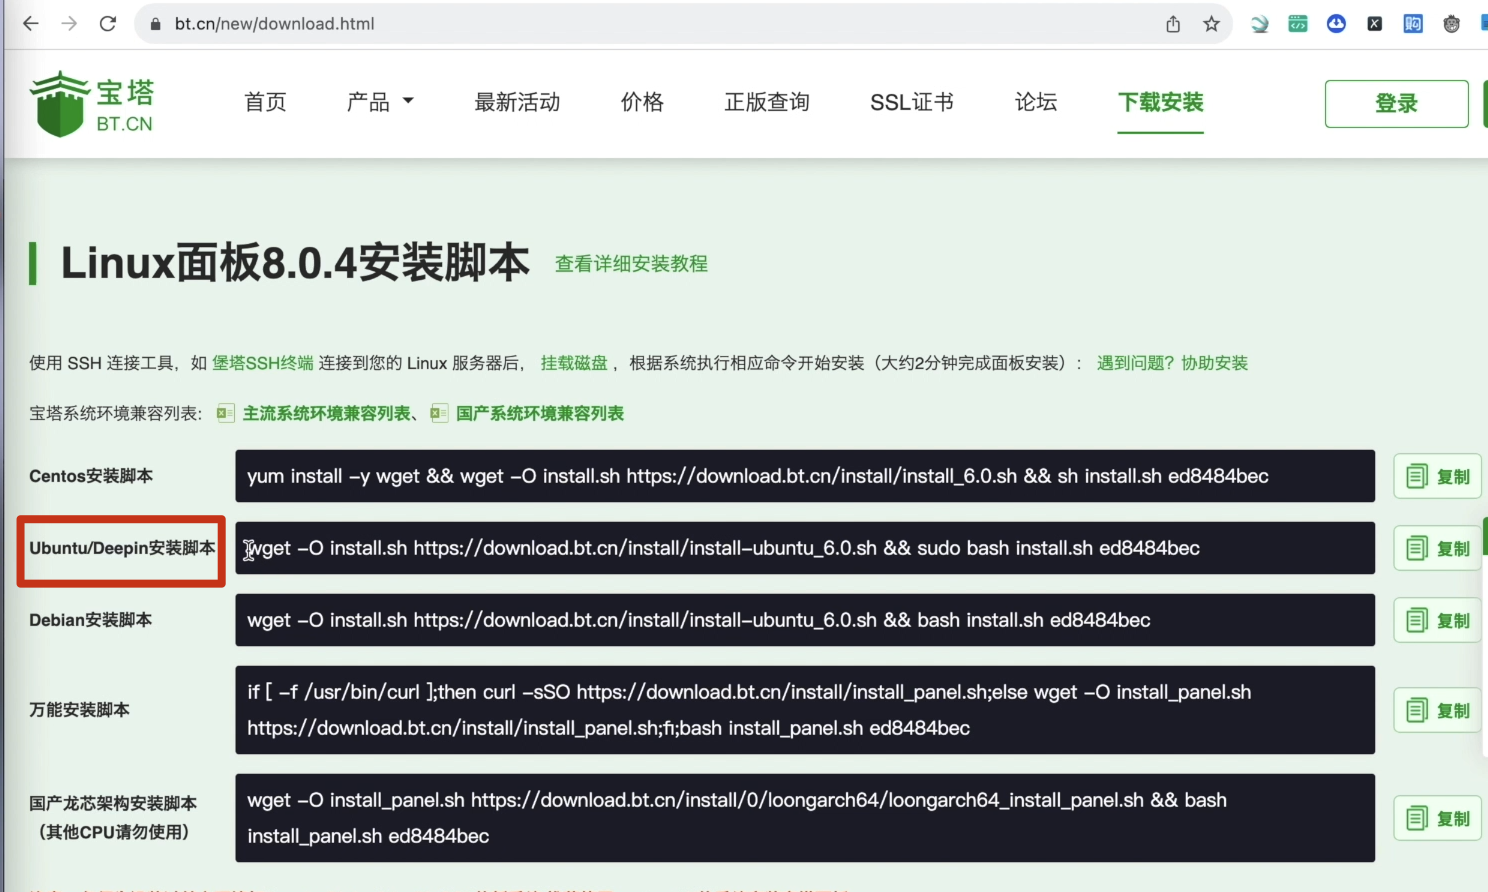 bt.cn/new/download.html
宝塔
BT.CN
首页
产品
最新活动
价格
正版查询
SSL证书
论坛
下载安装
登录
Linux面板8.0.4安装脚本
查看详细安装教程
使用 SSH 连接工具，如 堡塔SSH终端 连接到您的 Linux 服务器后， 挂载磁盘 ，根据系统执行相应命令开始安装（大约2分钟完成面板安装）： 遇到问题？协助安装
宝塔系统环境兼容列表: 主流系统环境兼容列表、 国产系统环境兼容列表
Centos安装脚本
yum install -y wget && wget -O install.sh https://download.bt.cn/install/install_6.0.sh && sh install.sh ed8484bec
复制
Ubuntu/Deepin安装脚本
wget -O install.sh https://download.bt.cn/install/install-ubuntu_6.0.sh && sudo bash install.sh ed8484bec
复制
Debian安装脚本
wget -O install.sh https://download.bt.cn/install/install-ubuntu_6.0.sh && bash install.sh ed8484bec
复制
万能安装脚本
if [ -f /usr/bin/curl ];then curl -sSO https://download.bt.cn/install/install_panel.sh;else wget -O install_panel.sh
https://download.bt.cn/install/install_panel.sh;fi;bash install_panel.sh ed8484bec
复制
国产龙芯架构安装脚本
（其他CPU请勿使用）
wget -O install_panel.sh https://download.bt.cn/install/0/loongarch64/loongarch64_install_panel.sh && bash
install_panel.sh ed8484bec
复制